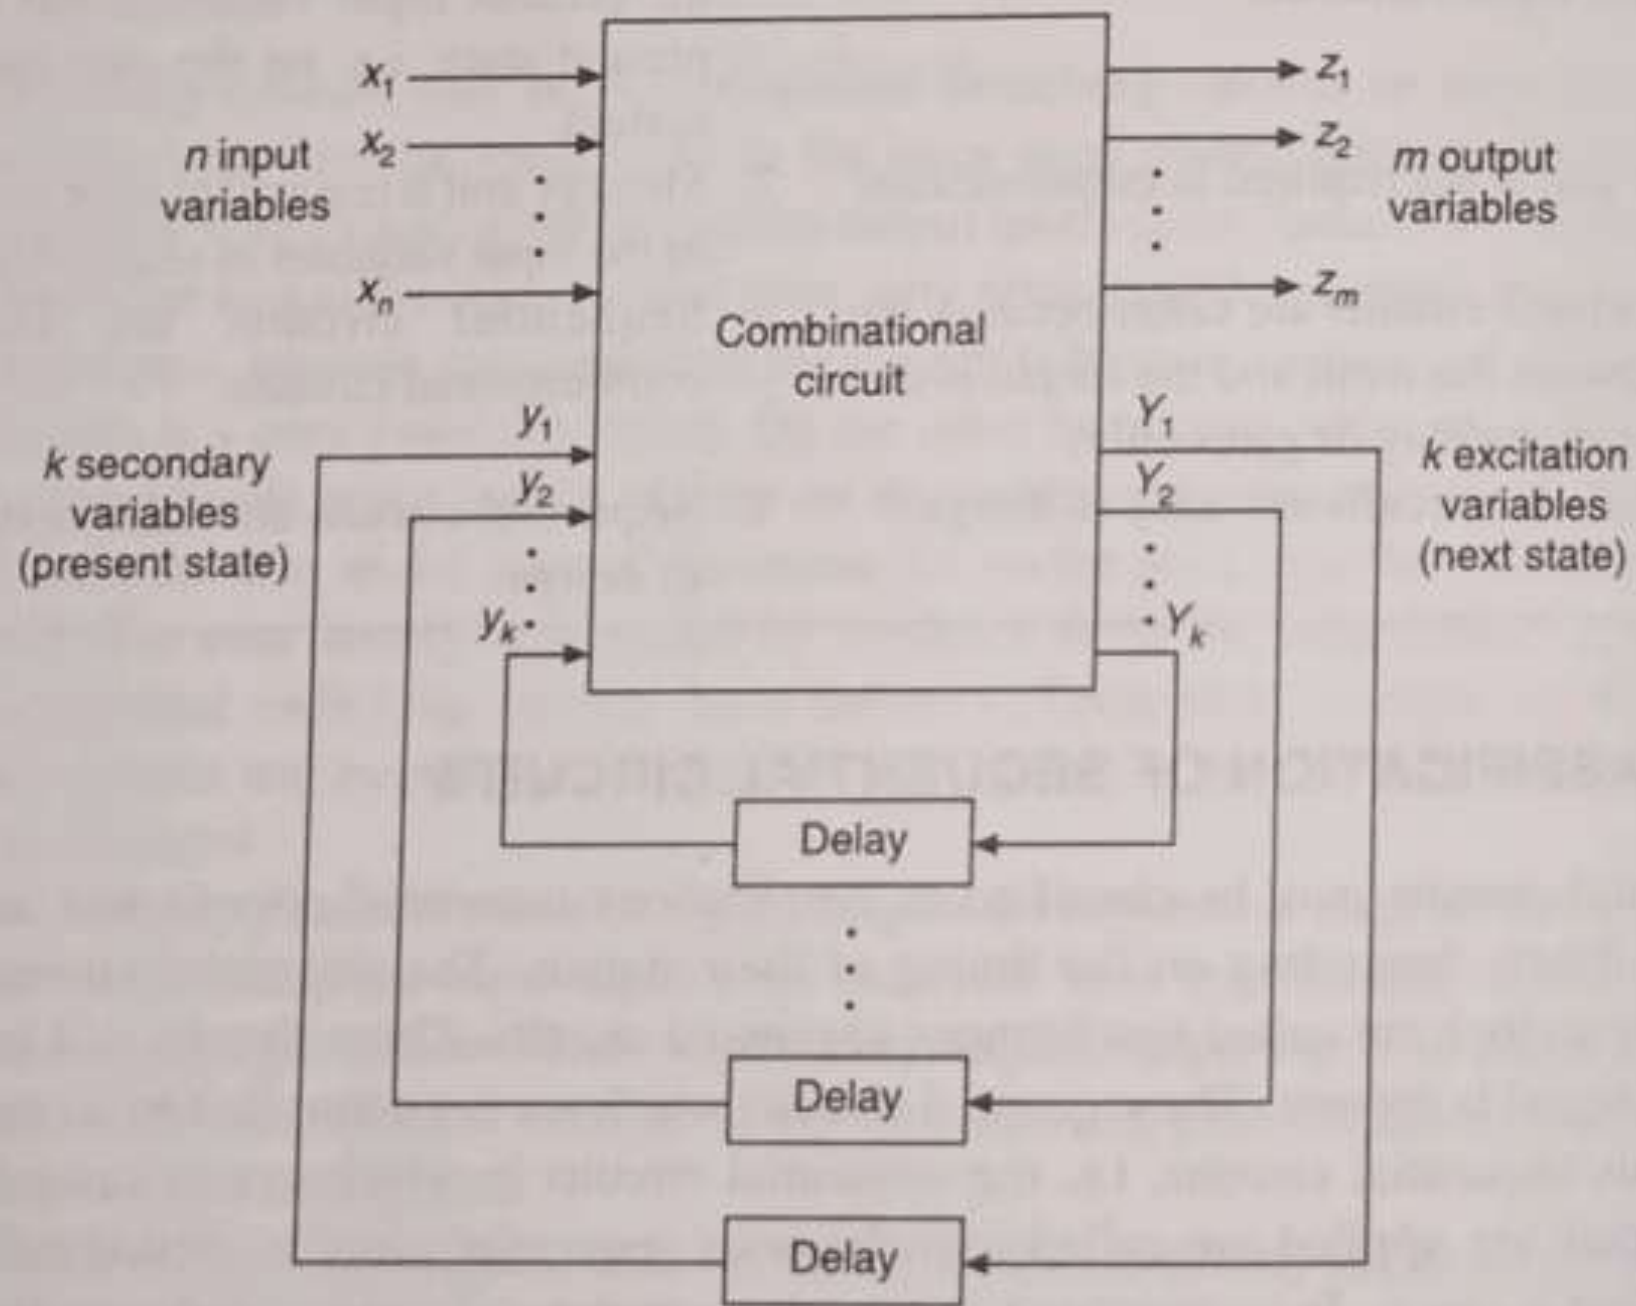 x1
z1
n input
variables
x2
z2
m output
variables
xn
zm
Combinational
circuit
y1
Y1
k secondary
variables
(present state)
y2
Y2
k excitation
variables
(next state)
yk
Yk
Delay
Delay
Delay